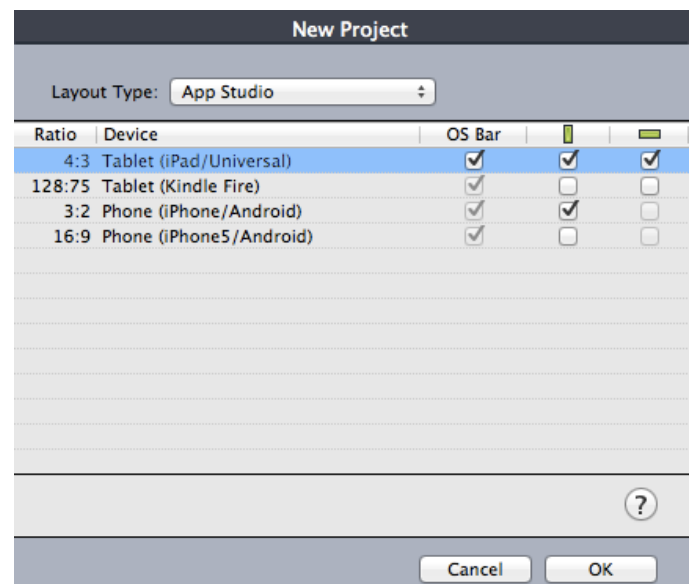 New Project
Layout Type: App Studio
Ratio Device OS Bar
4:3 Tablet (iPad/Universal)
128:75 Tablet (Kindle Fire)
3:2 Phone (iPhone/Android)
16:9 Phone (iPhone5/Android)
?
Cancel OK